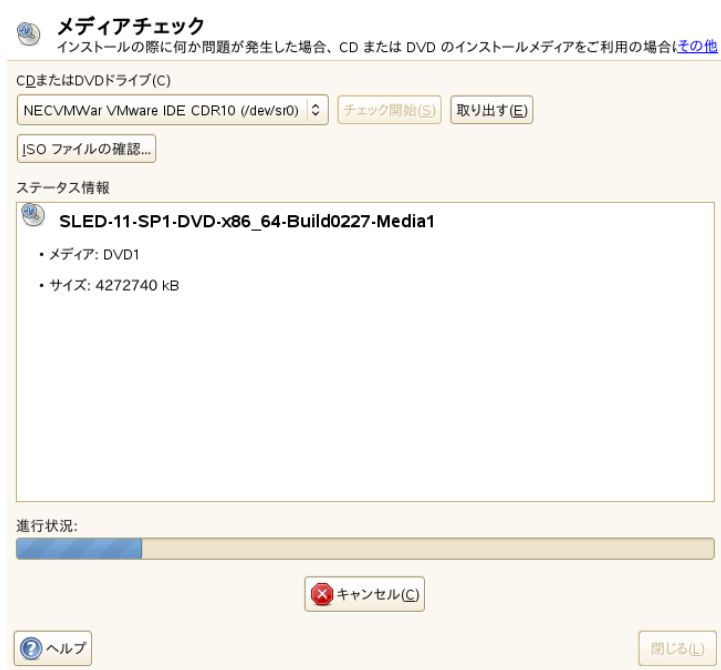 メディアチェック
インストールの際に何か問題が発生した場合、CD または DVD のインストールメディアをご利用の場合は その他
CDまたはDVDドライブ(C)
NECVMWar VMware IDE CDR10 (/dev/sr0) チェック開始(S) 取り出す(E)
ISO ファイルの確認...
ステータス情報
SLED-11-SP1-DVD-x86_64-Build0227-Media1
• メディア: DVD1
• サイズ: 4272740 kB
進行状況:
キャンセル(C)
ヘルプ 閉じる(L)